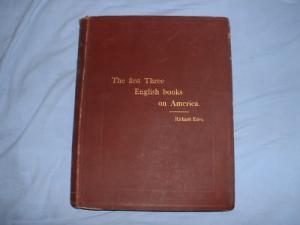 The first Three
English books
on America.
Richard Eden.